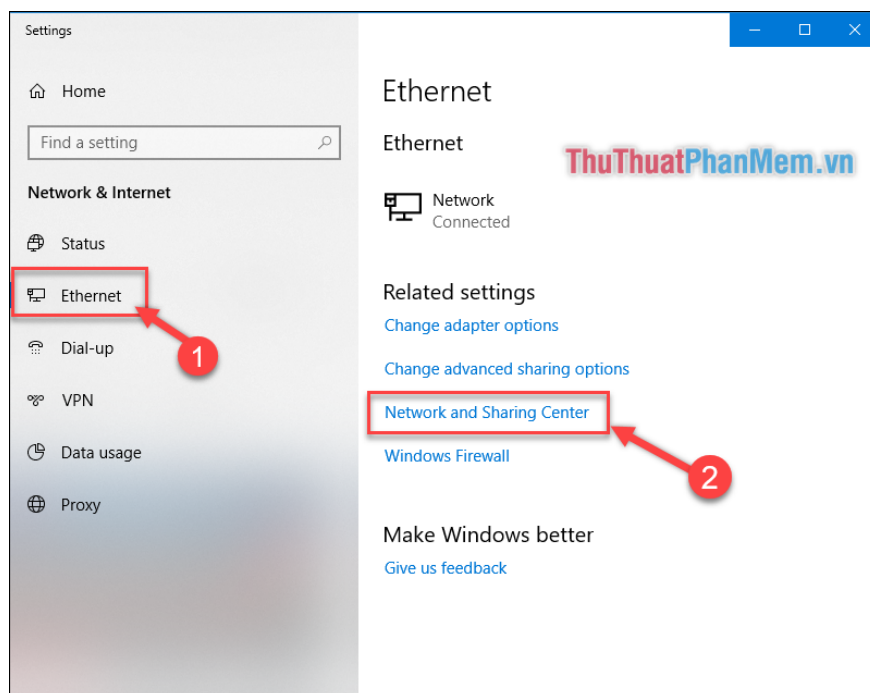 Settings
Home
Find a setting
Network & Internet
Status
Ethernet
Dial-up
VPN
Data usage
Proxy
1
Ethernet
Ethernet
ThuThuatPhanMem.vn
Network
Connected
Related settings
Change adapter options
Change advanced sharing options
Network and Sharing Center
Windows Firewall
2
Make Windows better
Give us feedback